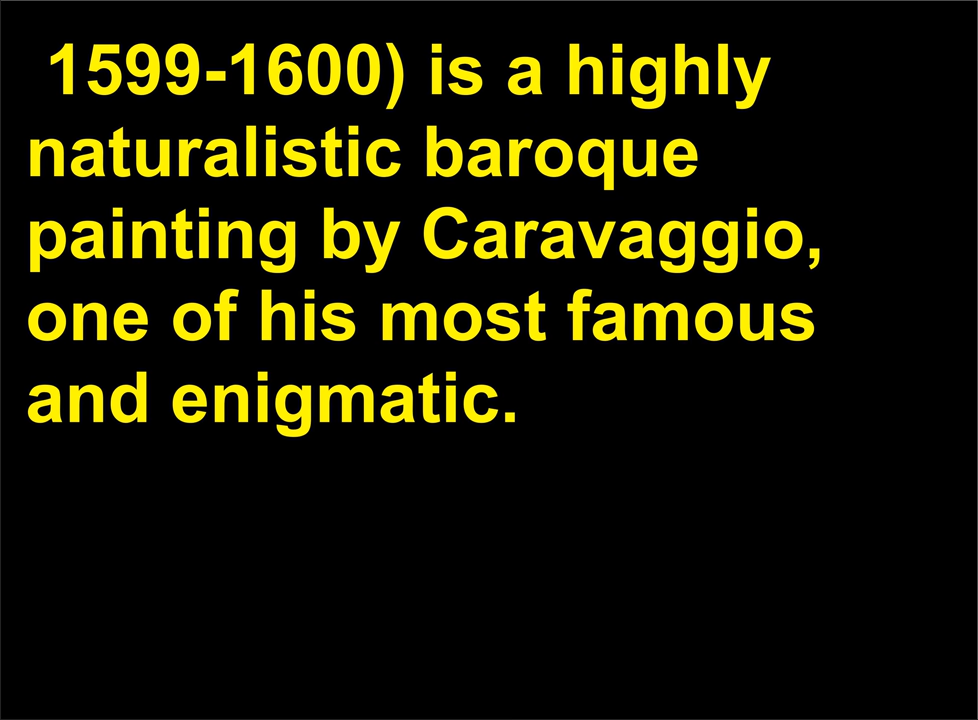 1599-1600) is a highly
naturalistic baroque
painting by Caravaggio,
one of his most famous
and enigmatic.